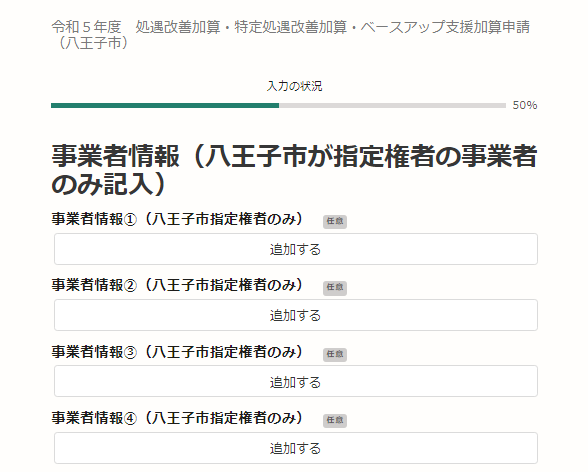 令和５年度　処遇改善加算・特定処遇改善加算・ベースアップ支援加算申請
（八王子市）
入力の状況
50%
事業者情報（八王子市が指定権者の事業者
のみ記入）
事業者情報①（八王子市指定権者のみ） 任意
追加する
事業者情報②（八王子市指定権者のみ） 任意
追加する
事業者情報③（八王子市指定権者のみ） 任意
追加する
事業者情報④（八王子市指定権者のみ） 任意
追加する